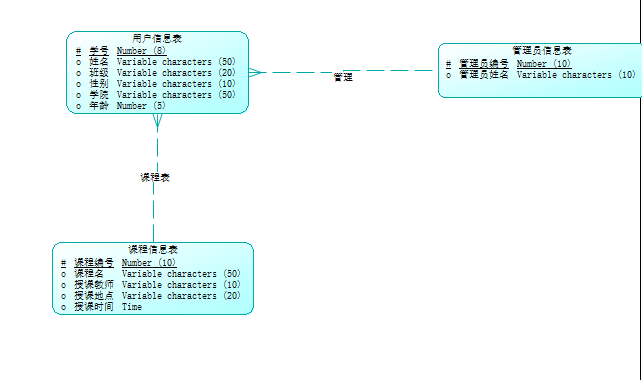 用户信息表
# 学号 Number (8)
o 姓名 Variable characters (50)
o 班级 Variable characters (20)
o 性别 Variable characters (10)
o 学院 Variable characters (50)
o 年龄 Number (5)
管理员信息表
# 管理员编号 Number (10)
o 管理员姓名 Variable characters (10)
管理
课程表
课程信息表
# 课程编号 Number (10)
o 课程名 Variable characters (50)
o 授课教师 Variable characters (10)
o 授课地点 Variable characters (20)
o 授课时间 Time